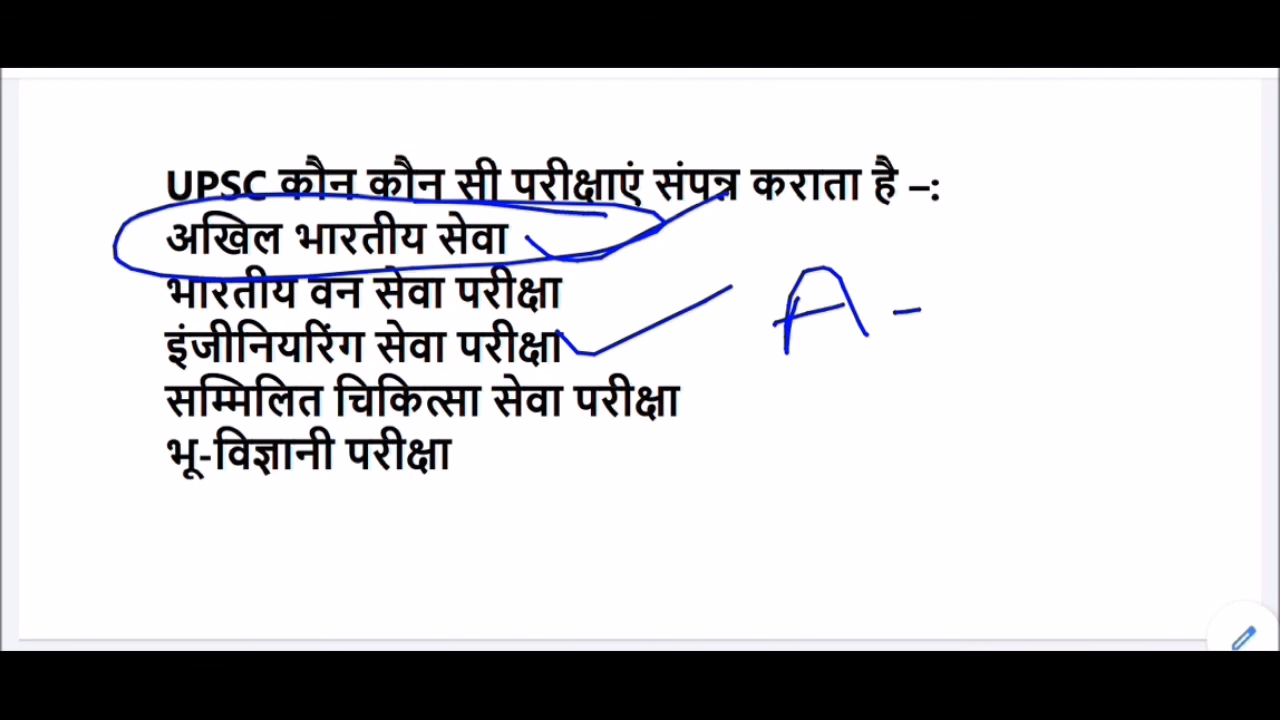 UPSC कौन कौन सी परीक्षाएं संपन्न कराता है –:
अखिल भारतीय सेवा
भारतीय वन सेवा परीक्षा
इंजीनियरिंग सेवा परीक्षा
सम्मिलित चिकित्सा सेवा परीक्षा
भू-विज्ञानी परीक्षा
A -